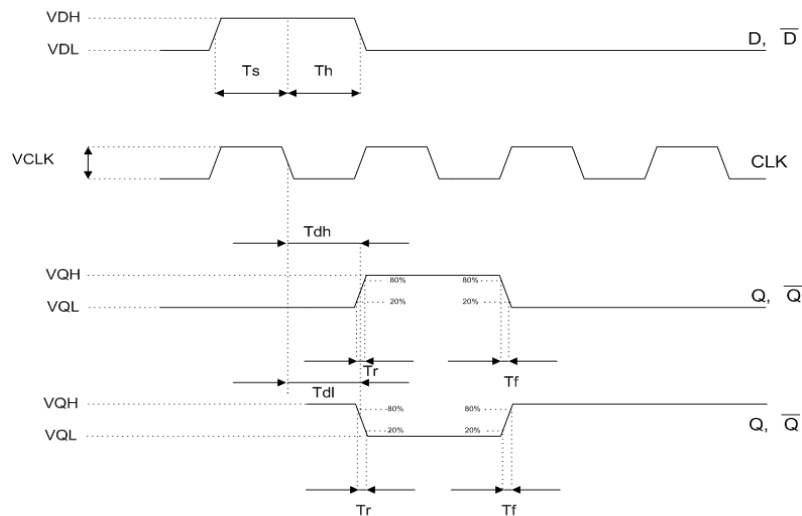 VDH
VDL
D, D
Ts Th
VCLK
CLK
Tdh
VQH
80% 80%
20% 20%
VQL
Q, Q
Tr Tf
Tdl
VQH
80% 80%
20% 20%
VQL
Q, Q
Tr Tf